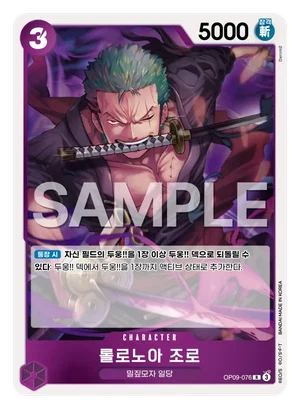 3
5000
참격
斬
SAMPLE
등장 시 자신 필드의 두웅!!을 1장 이상 두웅!! 덱으로 되돌릴 수
있다: 두웅!! 덱에서 두웅!!을 1장까지 액티브 상태로 추가한다.
CHARACTER
롤로노아 조로
밀짚모자 일당
OP09-076 R 3